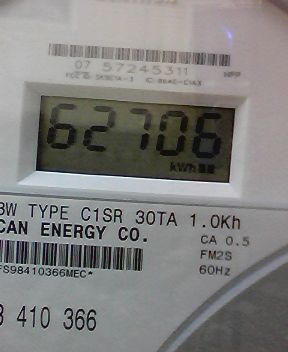 07 57245311
62706
kWh
3W TYPE C1SR 30TA 1.0Kh
CAN ENERGY CO.
CA 0.5
FM2S
60Hz
FS98410366MEC*
410 366